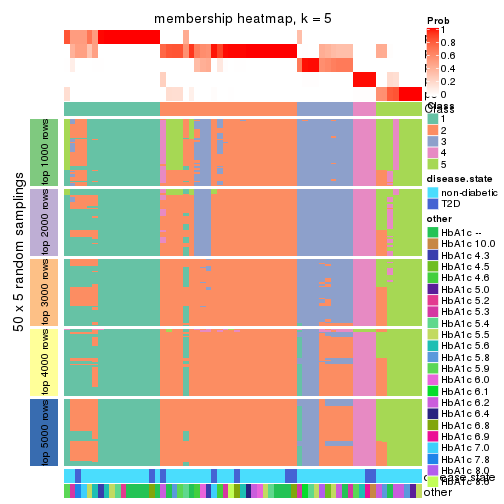 membership heatmap, k = 5
50 x 5 random samplings
top 1000 rows
top 2000 rows
top 3000 rows
top 4000 rows
top 5000 rows
Prob
1
0.8
0.6
0.4
0.2
0
Class
Class
1
2
3
4
5
disease.state
non-diabetic
T2D
other
HbA1c --
HbA1c 10.0
HbA1c 4.3
HbA1c 4.5
HbA1c 4.6
HbA1c 5.0
HbA1c 5.2
HbA1c 5.3
HbA1c 5.4
HbA1c 5.5
HbA1c 5.6
HbA1c 5.8
HbA1c 5.9
HbA1c 6.0
HbA1c 6.1
HbA1c 6.2
HbA1c 6.4
HbA1c 6.8
HbA1c 6.9
HbA1c 7.0
HbA1c 7.8
HbA1c 8.0
other